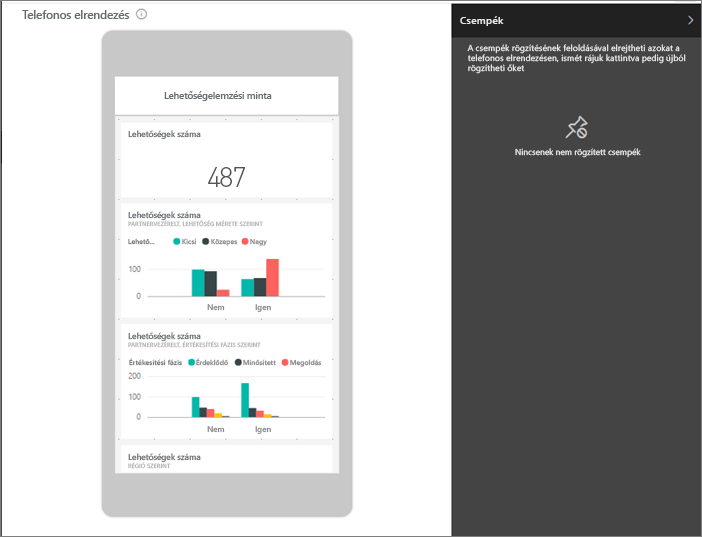 Telefonos elrendezés
Lehetőségelemzési minta
Lehetőségek száma
487
Lehetőségek száma
PARTNERVEZÉRELT, LEHETŐSÉG MÉRETE SZERINT
Lehető... Kicsi Közepes Nagy
100
0
Nem Igen
Lehetőségek száma
PARTNERVEZÉRELT, ÉRTÉKESÍTÉSI FÁZIS SZERINT
Értékesítési fázis Érdeklődő Minősített Megoldás
200
100
0
Nem Igen
Lehetőségek száma
RÉGIÓ SZERINT
Csempék
A csempék rögzítésének feloldásával elrejtheti azokat a
telefonos elrendezésen, ismét rájuk kattintva pedig újból
rögzítheti őket
Nincsenek nem rögzített csempék